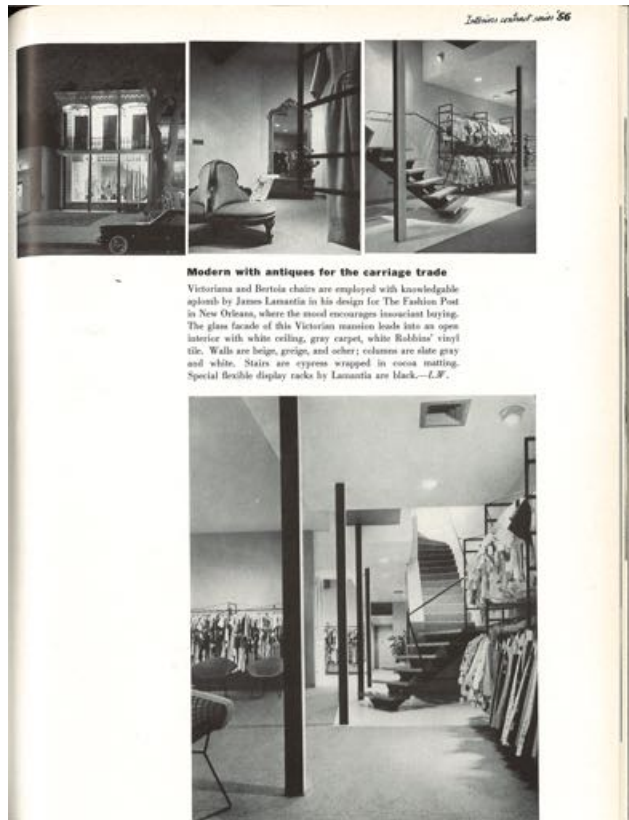 Interiors contract series '56
Modern with antiques for the carriage trade
Victoriana and Bertoia chairs are employed with knowledgable
aplomb by James Lamantia in his design for The Fashion Post
in New Orleans, where the mood encourages insouciant buying.
The glass facade of this Victorian mansion leads into an open
interior with white ceiling, gray carpet, white Robbins' vinyl
tile. Walls are beige, greige, and ocher; columns are slate gray
and white. Stairs are cypress wrapped in cocoa matting.
Special flexible display racks by Lamantia are black.—L.W.